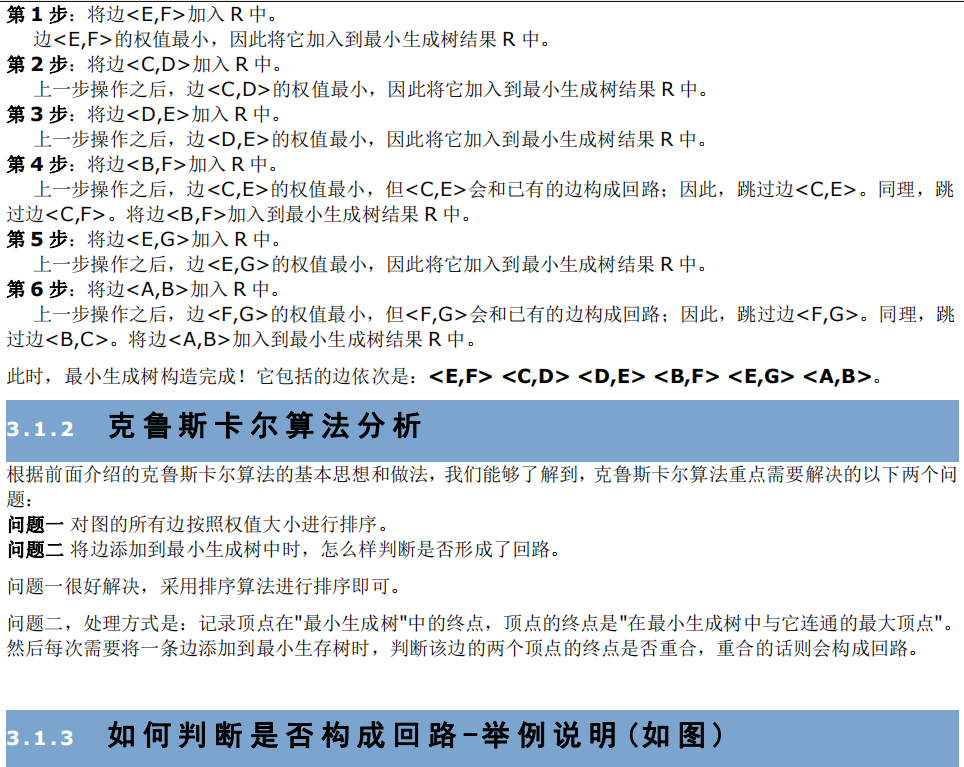 第 1 步：将边<E,F>加入 R 中。
边<E,F>的权值最小，因此将它加入到最小生成树结果 R 中。
第 2 步：将边<C,D>加入 R 中。
上一步操作之后，边<C,D>的权值最小，因此将它加入到最小生成树结果 R 中。
第 3 步：将边<D,E>加入 R 中。
上一步操作之后，边<D,E>的权值最小，因此将它加入到最小生成树结果 R 中。
第 4 步：将边<B,F>加入 R 中。
上一步操作之后，边<C,E>的权值最小，但<C,E>会和已有的边构成回路；因此，跳过边<C,E>。同理，跳
过边<C,F>。将边<B,F>加入到最小生成树结果 R 中。
第 5 步：将边<E,G>加入 R 中。
上一步操作之后，边<E,G>的权值最小，因此将它加入到最小生成树结果 R 中。
第 6 步：将边<A,B>加入 R 中。
上一步操作之后，边<F,G>的权值最小，但<F,G>会和已有的边构成回路；因此，跳过边<F,G>。同理，跳
过边<B,C>。将边<A,B>加入到最小生成树结果 R 中。
此时，最小生成树构造完成！它包括的边依次是：<E,F> <C,D> <D,E> <B,F> <E,G> <A,B>。
3.1.2 克鲁斯卡尔算法分析
根据前面介绍的克鲁斯卡尔算法的基本思想和做法，我们能够了解到，克鲁斯卡尔算法重点需要解决的以下两个问
题：
问题一 对图的所有边按照权值大小进行排序。
问题二 将边添加到最小生成树中时，怎么样判断是否形成了回路。
问题一很好解决，采用排序算法进行排序即可。
问题二，处理方式是：记录顶点在"最小生成树"中的终点，顶点的终点是"在最小生成树中与它连通的最大顶点"。
然后每次需要将一条边添加到最小生存树时，判断该边的两个顶点的终点是否重合，重合的话则会构成回路。
3.1.3 如何判断是否构成回路-举例说明(如图)